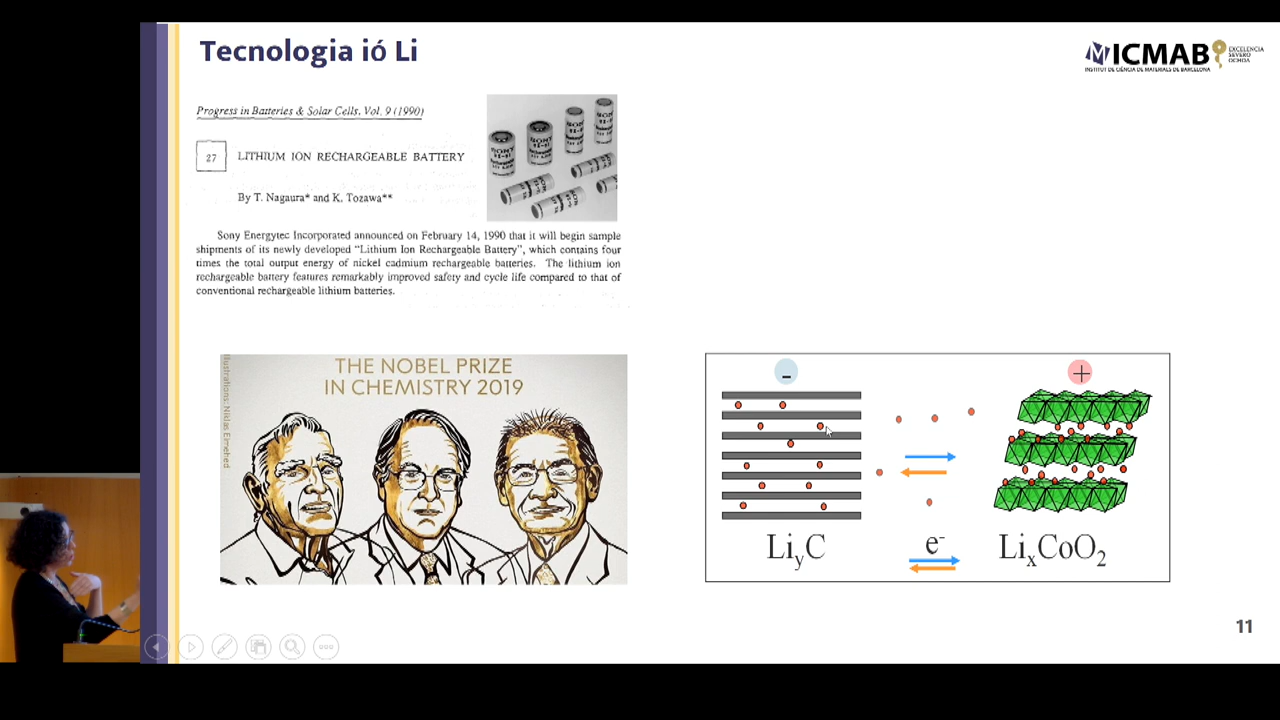 Tecnologia ió Li
ICMAB
EXCELENCIA
SEVERO
OCHOA
INSTITUT DE CIÈNCIA DE MATERIALS DE BARCELONA
Progress in Batteries & Solar Cells, Vol. 9 (1990)
27
LITHIUM ION RECHARGEABLE BATTERY
By T. Nagaura* and K. Tozawa**
SONY
SONY
Sony Energytec Incorporated announced on February 14, 1990 that it will begin sample
shipments of its newly developed "Lithium Ion Rechargeable Battery", which contains four
times the total output energy of nickel cadmium rechargeable batteries. The lithium ion
rechargeable battery features remarkably improved safety and cycle life compared to that of
conventional rechargeable lithium batteries.
Illustrations: Niklas Elmehed
THE NOBEL PRIZE
IN CHEMISTRY 2019
-
+
LiyC
e-
LixCoO2
11